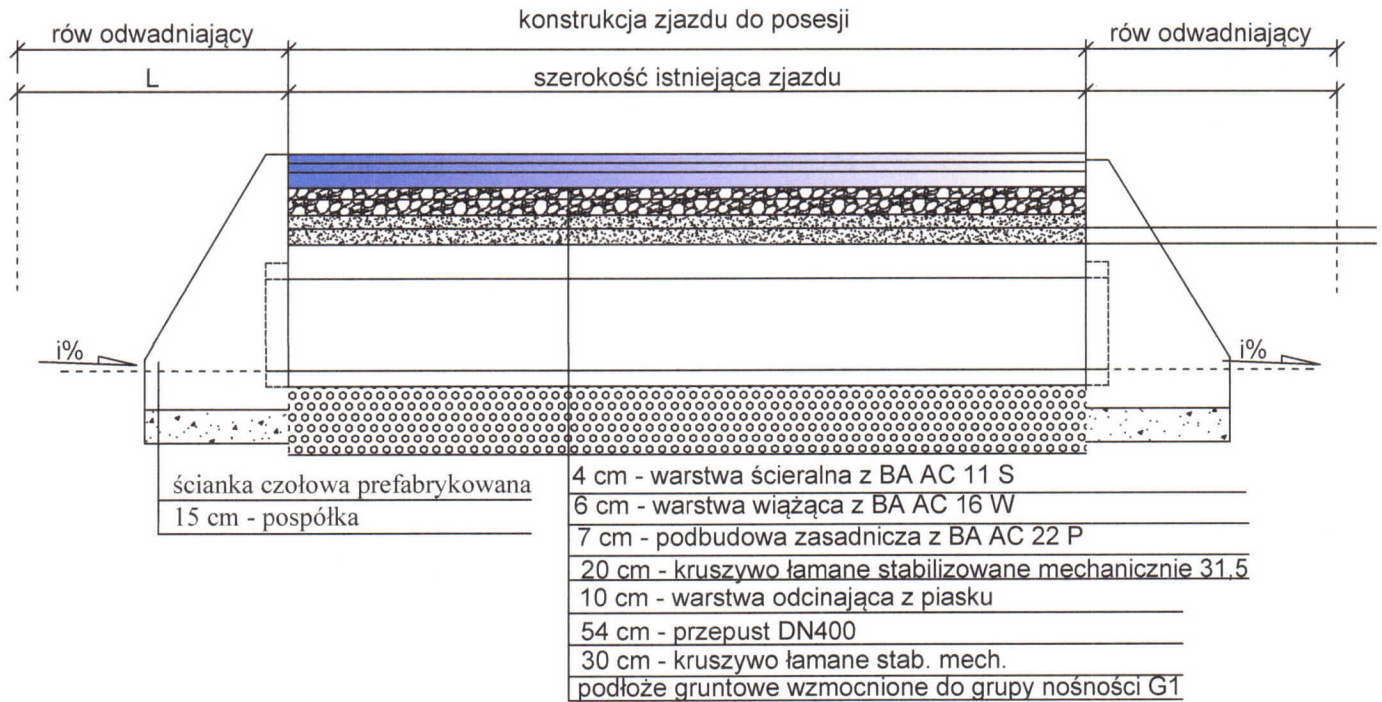 konstrukcja zjazdu do posesji
rów odwadniający
rów odwadniający
L
szerokość istniejąca zjazdu
i%
i%
ścianka czołowa prefabrykowana
15 cm - pospółka
4 cm - warstwa ścieralna z BA AC 11 S
6 cm - warstwa wiążąca z BA AC 16 W
7 cm - podbudowa zasadnicza z BA AC 22 P
20 cm - kruszywo łamane stabilizowane mechanicznie 31,5
10 cm - warstwa odcinająca z piasku
54 cm - przepust DN400
30 cm - kruszywo łamane stab. mech.
podłoże gruntowe wzmocnione do grupy nośności G1